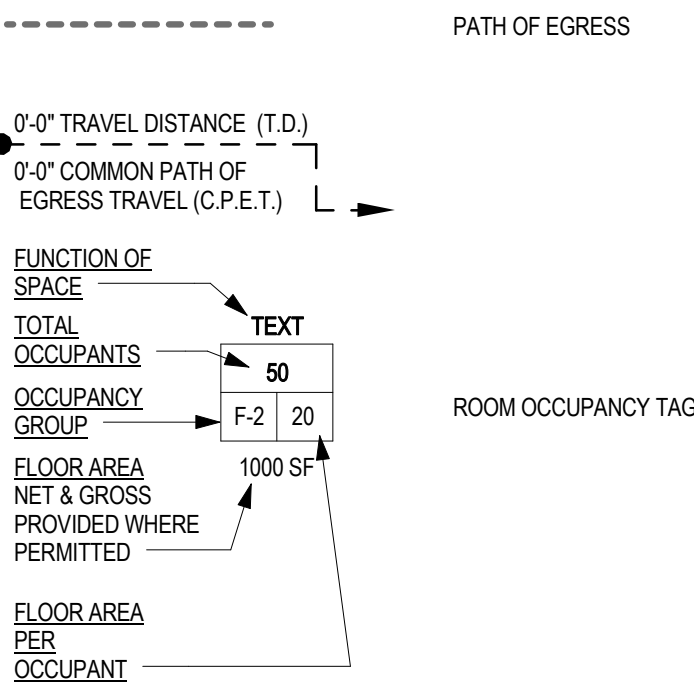 PATH OF EGRESS
0'-0" TRAVEL DISTANCE (T.D.)
0'-0" COMMON PATH OF
EGRESS TRAVEL (C.P.E.T.)
FUNCTION OF
SPACE
TEXT
TOTAL
OCCUPANTS
50
OCCUPANCY
GROUP
F-2 20
ROOM OCCUPANCY TAG
FLOOR AREA
NET & GROSS
PROVIDED WHERE
PERMITTED
1000 SF
FLOOR AREA
PER
OCCUPANT